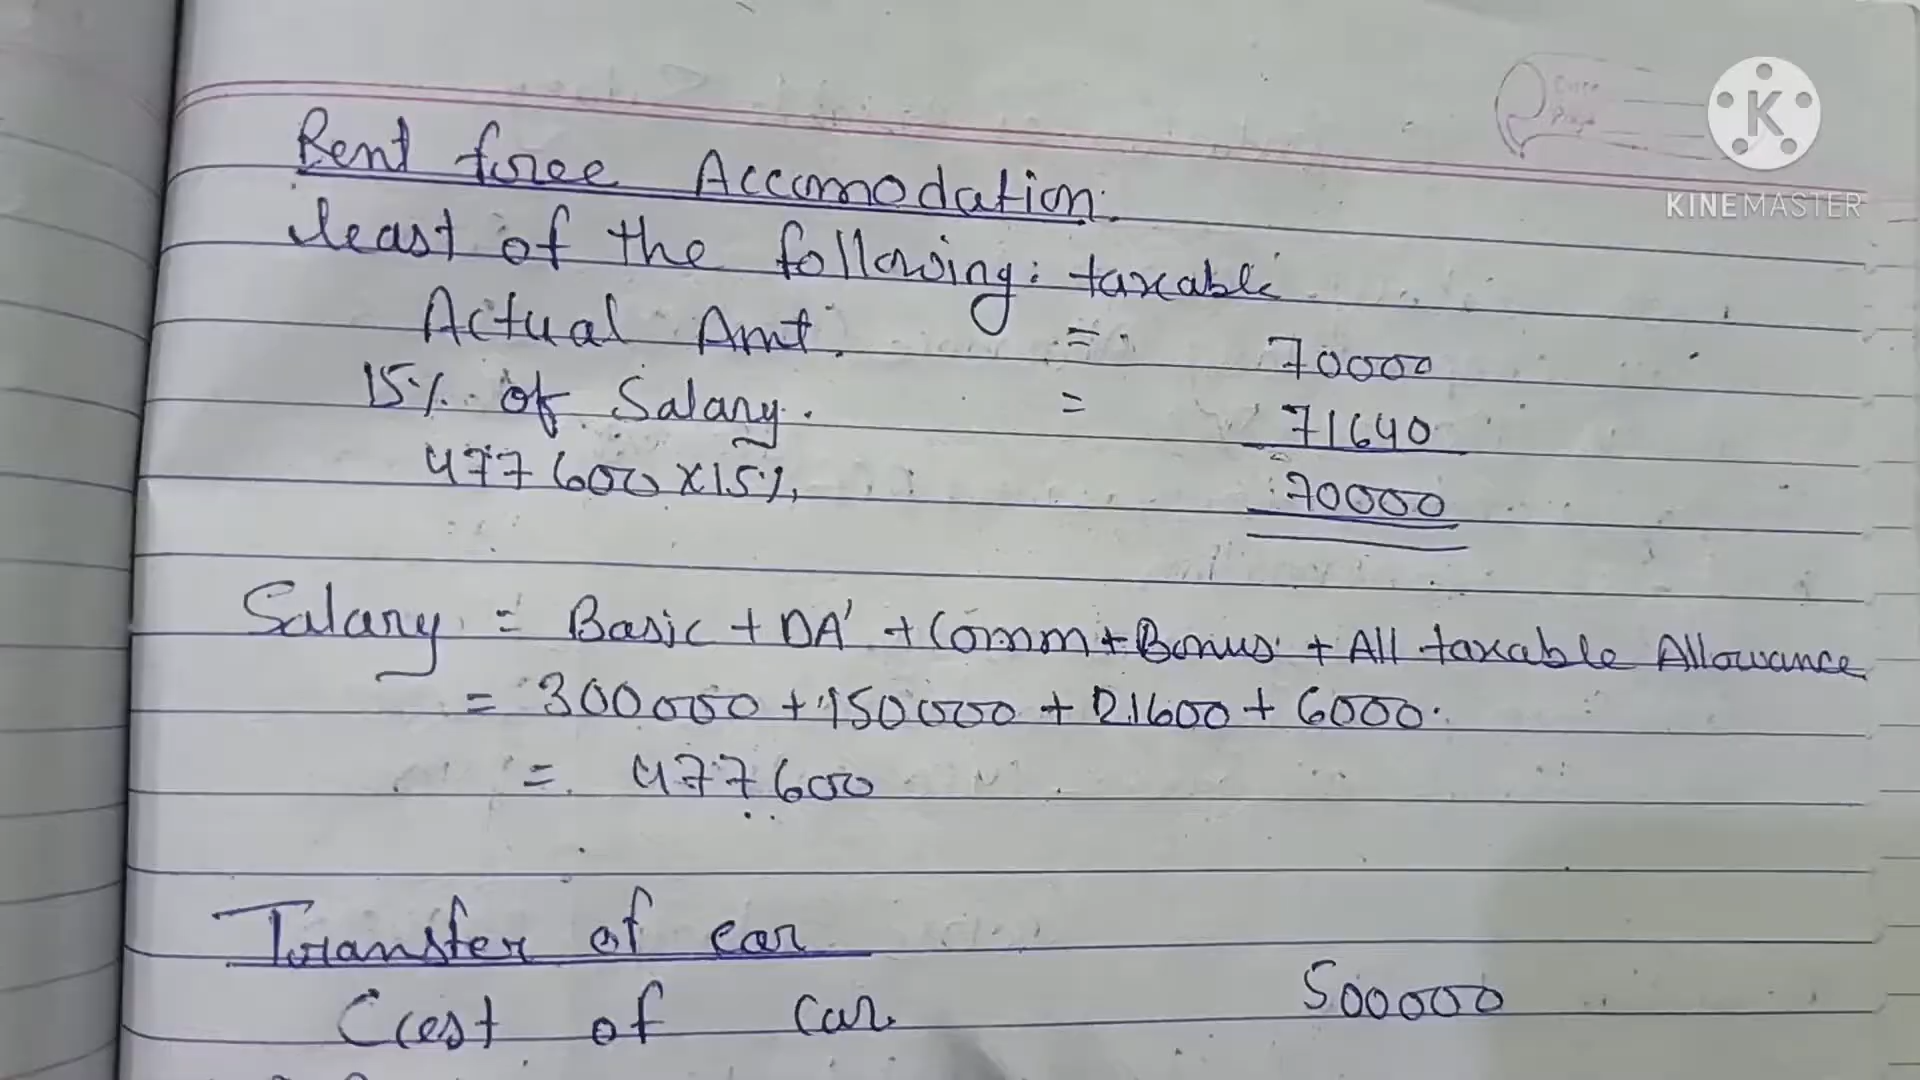 Rent free Accomodation.
least of the following: taxable
Actual Amt. = 70000
15% of Salary. = 71640
477600 x 15% 70000
Salary = Basic + DA + Comm + Bonus + All taxable Allowance
= 300000 + 150000 + 21600 + 6000.
= 477600
Transfer of car
Cost of car 500000
Date
Page
K
KINEMASTER